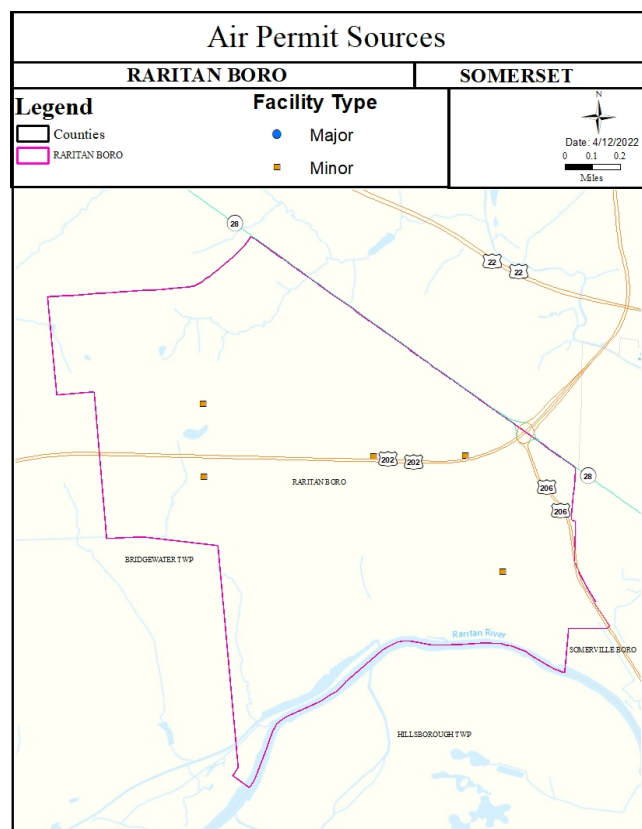 Air Permit Sources
RARITAN BORO
SOMERSET
Legend
Counties
RARITAN BORO
Facility Type
Major
Minor
N
Date: 4/12/2022
0 0.1 0.2
Miles
28
22
22
202
202
RARITAN BORO
28
206
206
BRIDGEWATER TWP
Raritan River
SOMERVILLE BORO
HILLSBOROUGH TWP